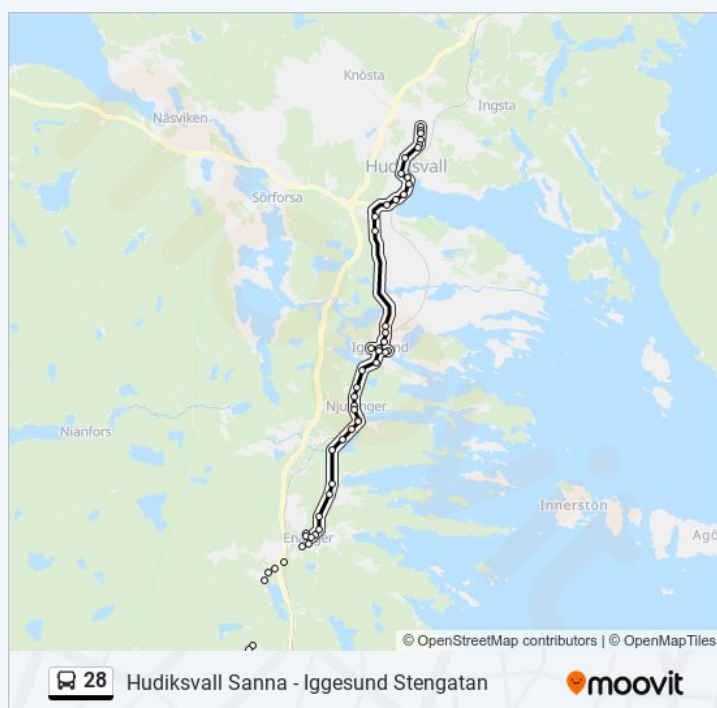 Knösta
Ingsta
Näsviken
Hudiksvall
Sörforsa
Iggesund
Njutånger
Nianfors
Innerstön
Agö
Enånger
© OpenStreetMap contributors | © OpenMapTiles
28 Hudiksvall Sanna - Iggesund Stengatan moovit